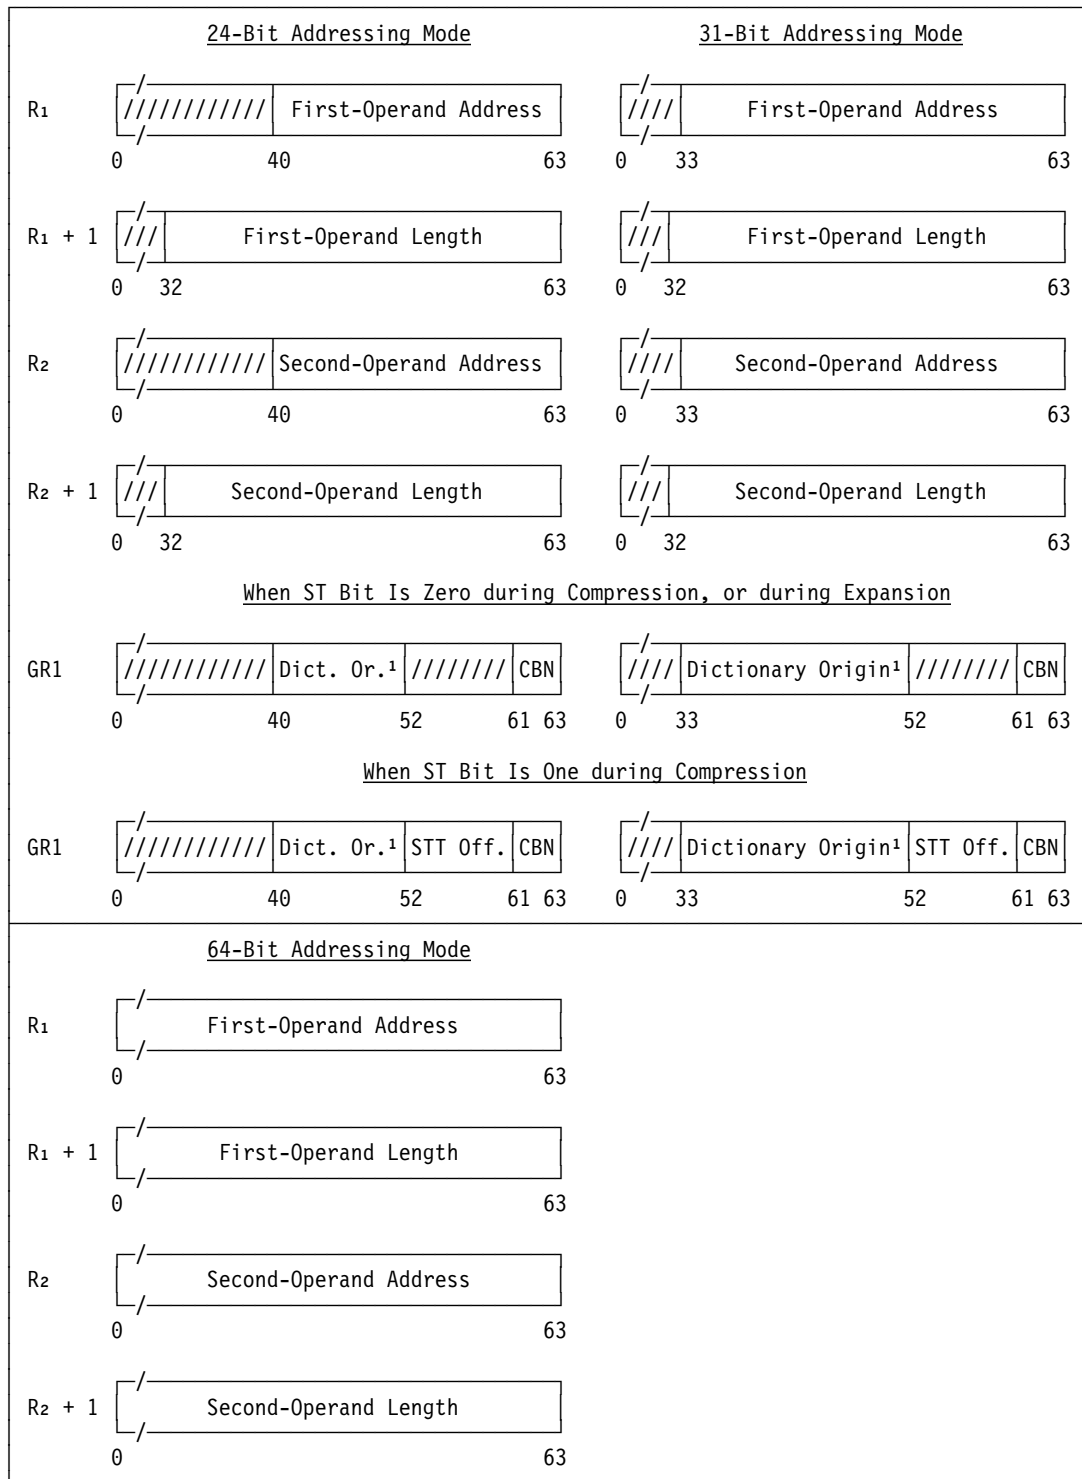 24-Bit Addressing Mode 31-Bit Addressing Mode
R₁ //////////// First-Operand Address //// First-Operand Address
0 40 63 0 33 63
R₁ + 1 /// First-Operand Length /// First-Operand Length
0 32 63 0 32 63
R₂ //////////// Second-Operand Address //// Second-Operand Address
0 40 63 0 33 63
R₂ + 1 /// Second-Operand Length /// Second-Operand Length
0 32 63 0 32 63
When ST Bit Is Zero during Compression, or during Expansion
GR1 //////////// Dict. Or.¹ //////// CBN //// Dictionary Origin¹ //////// CBN
0 40 52 61 63 0 33 52 61 63
When ST Bit Is One during Compression
GR1 //////////// Dict. Or.¹ STT Off. CBN //// Dictionary Origin¹ STT Off. CBN
0 40 52 61 63 0 33 52 61 63
64-Bit Addressing Mode
R₁ First-Operand Address
0 63
R₁ + 1 First-Operand Length
0 63
R₂ Second-Operand Address
0 63
R₂ + 1 Second-Operand Length
0 63